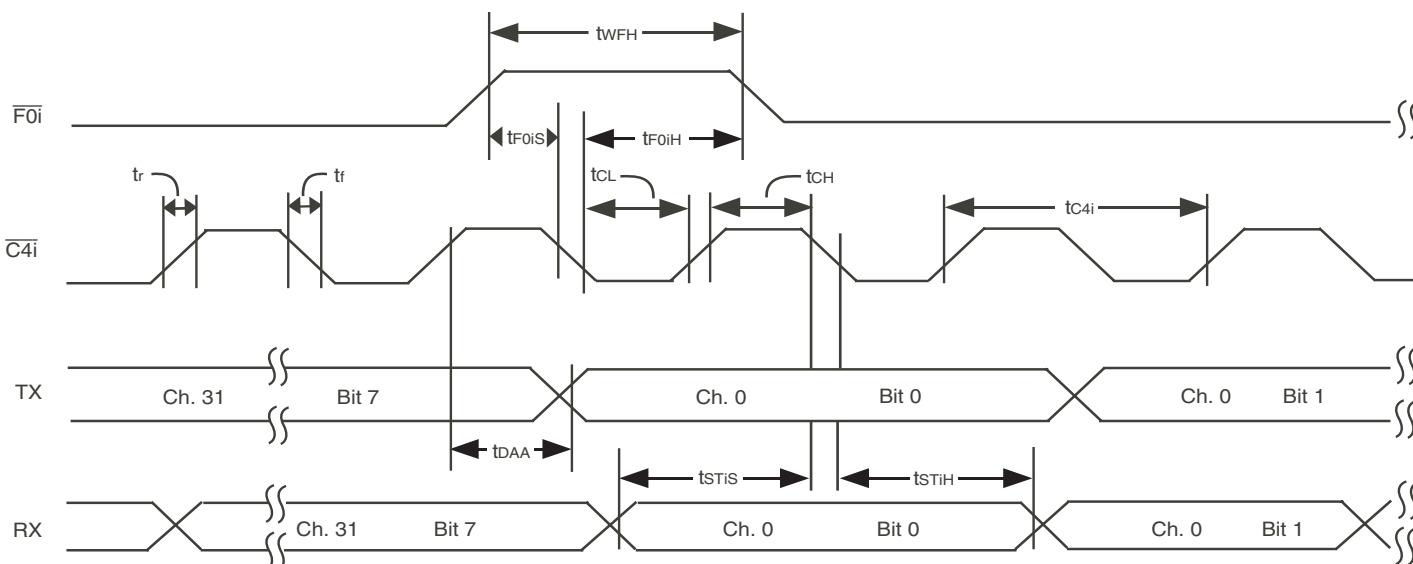 tWFH
F0i
tF0iS
tF0iH
tr
tf
tCL
tCH
tC4i
C4i
TX
Ch. 31 Bit 7 Ch. 0 Bit 0 Ch. 0 Bit 1
tDAA
tSTiS
tSTiH
RX
Ch. 31 Bit 7 Ch. 0 Bit 0 Ch. 0 Bit 1